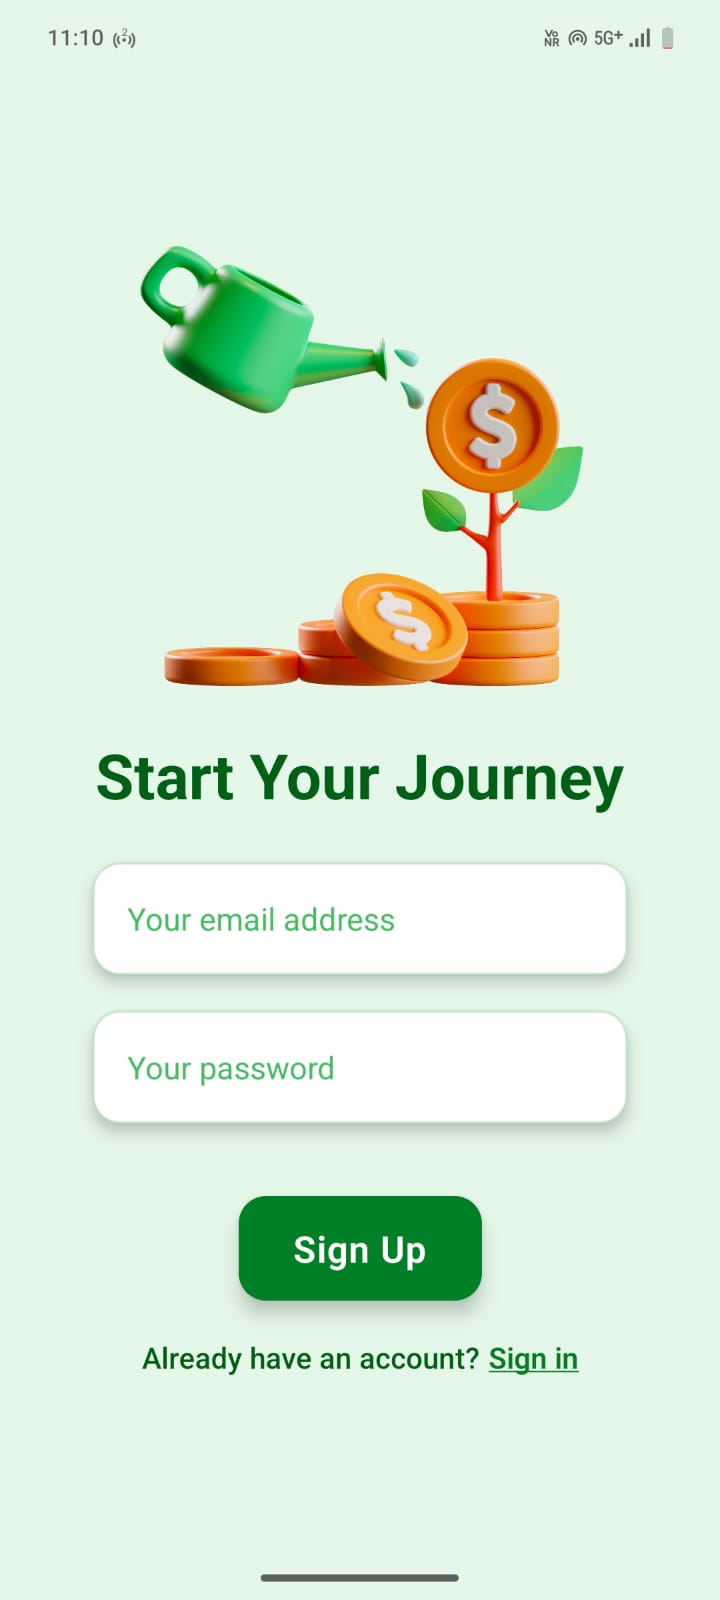 11:10 2 Vo NR 5G+
$
$
Start Your Journey
Your email address
Your password
Sign Up
Already have an account? Sign in